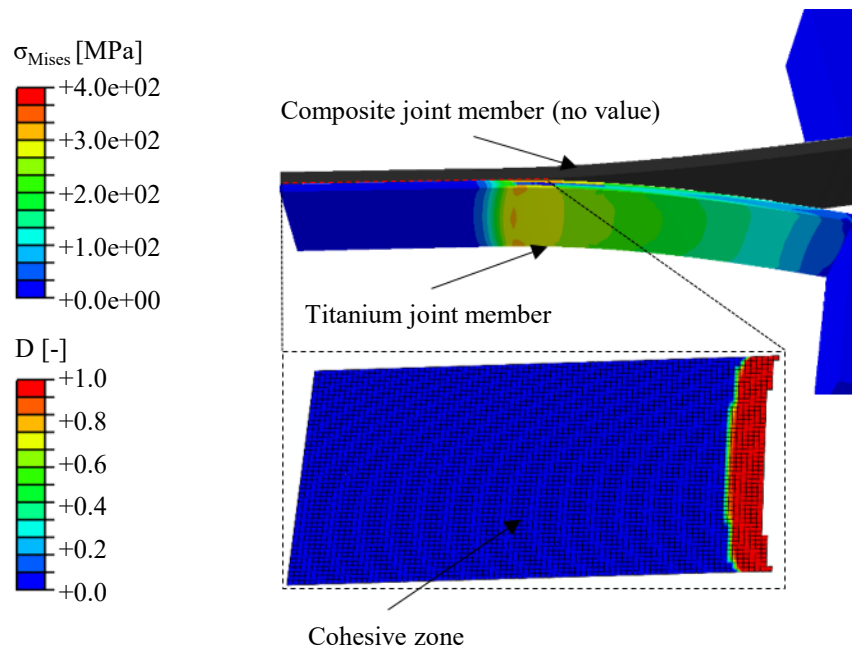 σMises [MPa]
+4.0e+02
+3.0e+02
+2.0e+02
+1.0e+02
+0.0e+00
Composite joint member (no value)
Titanium joint member
D [-]
+1.0
+0.8
+0.6
+0.4
+0.2
+0.0
Cohesive zone